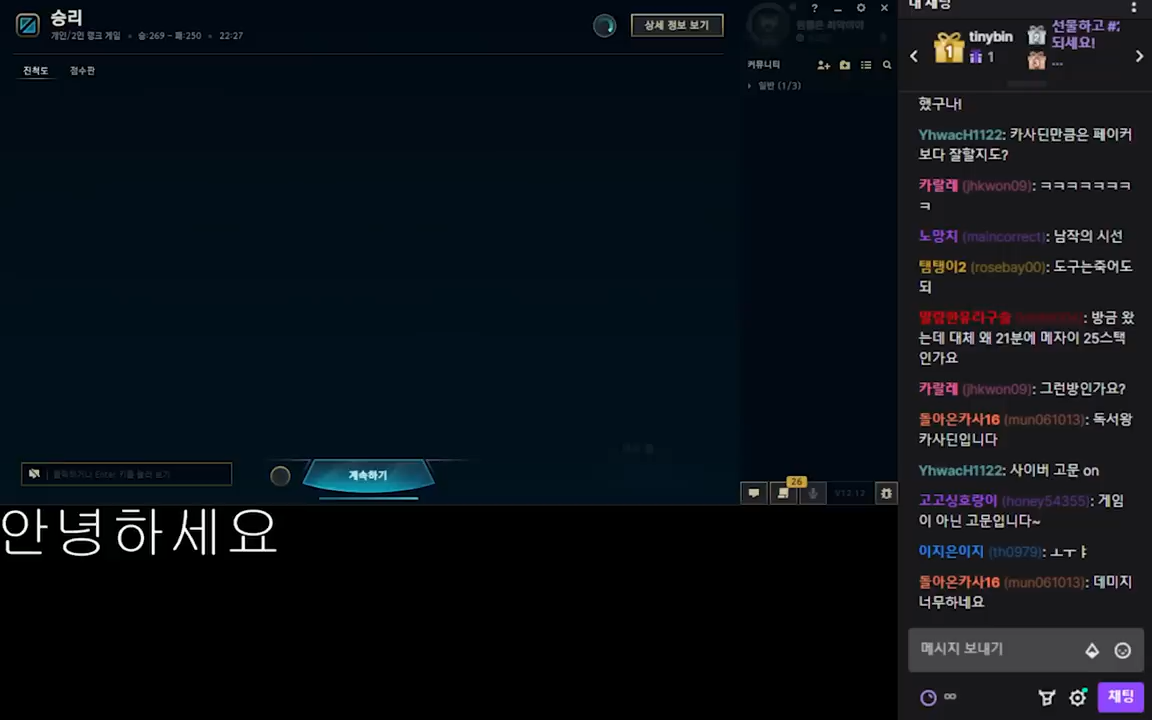 승리
개인/2인 랭크 게임 • 승:269 - 패:250 • 22:27
상세 정보 보기
진척도
점수판
커뮤니티
일반 (1/3)
계속하기
26
V12.12
안녕하세요
내 채팅
1
tinybin
1
2
선물하고 #
되세요!
3
...
했구나!
YhwacH1122: 카사딘만큼은 페이커
보다 잘할지도?
카랄레 (jhkwon09): ㅋㅋㅋㅋㅋㅋㅋ
ㅋ
노망치 (maincorrect): 남작의 시선
탬탱이2 (rosebay00): 도구는죽어도
되
: 방금 왔
는데 대체 왜 21분에 메자이 25스택
인가요
카랄레 (jhkwon09): 그런방인가요?
돌아온카사16 (mun061013): 독서왕
카사딘입니다
YhwacH1122: 사이버 고문 on
고고싱호랑이 (honey54355): 게임
이 아닌 고문입니다~
이지은이지 (th0979): ㅗㅜㅑ
돌아온카사16 (mun061013): 데미지
너무하네요
메시지 보내기
채팅